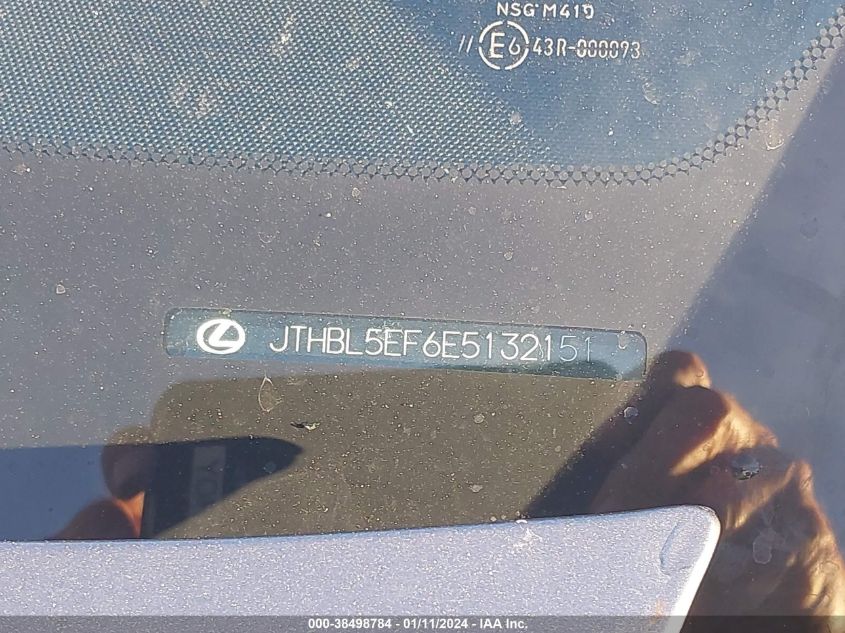 NSG M419
// E6 43R-000093
JTHBL5EF6E5132151
000-38498784 - 01/11/2024 - IAA Inc.